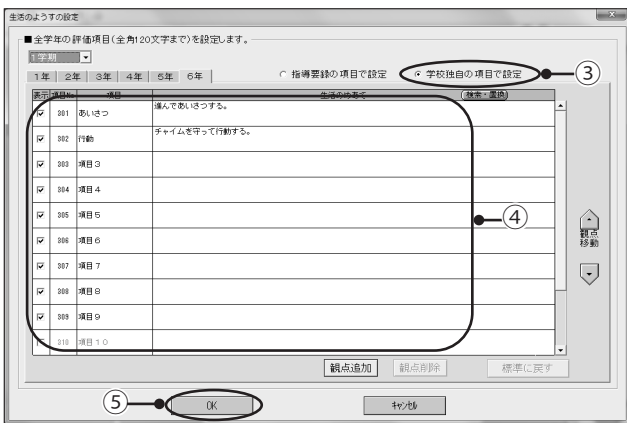 生活のようすの設定
■全学年の評価項目(全角120文字まで)を設定します。
1学期
1年 2年 3年 4年 5年 6年 指導要録の項目で設定 学校独自の項目で設定 ③
表示 項目No 項目 生活のめあて (検索・置換)
301 あいさつ 進んであいさつする。
302 行動 チャイムを守って行動する。
303 項目3
304 項目4
305 項目5 ④
306 項目6
307 項目7
308 項目8
309 項目9
310 項目10
観点
移動
観点追加 観点削除 標準に戻す
⑤ OK キャンセル